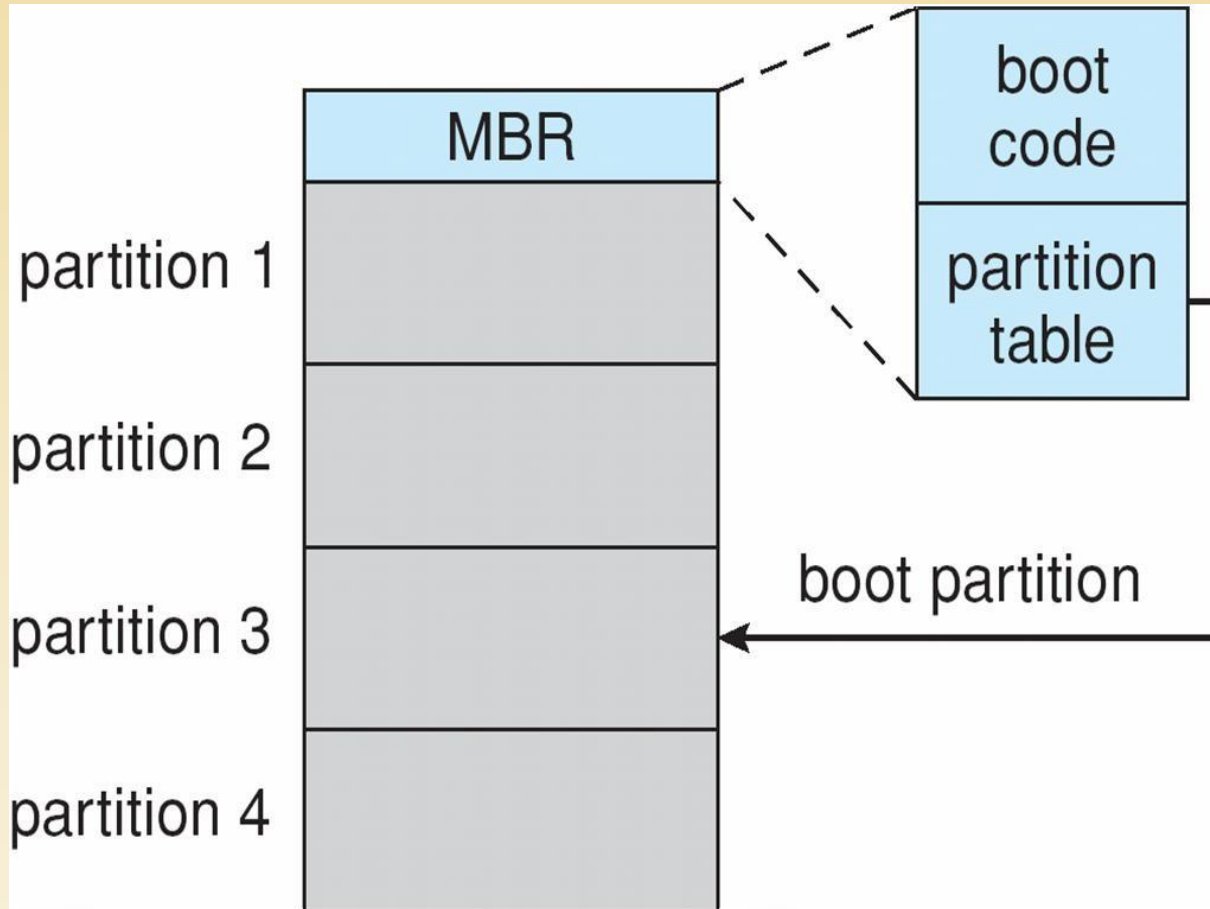 boot
code
MBR
partition
table
partition 1
partition 2
boot partition
partition 3
partition 4